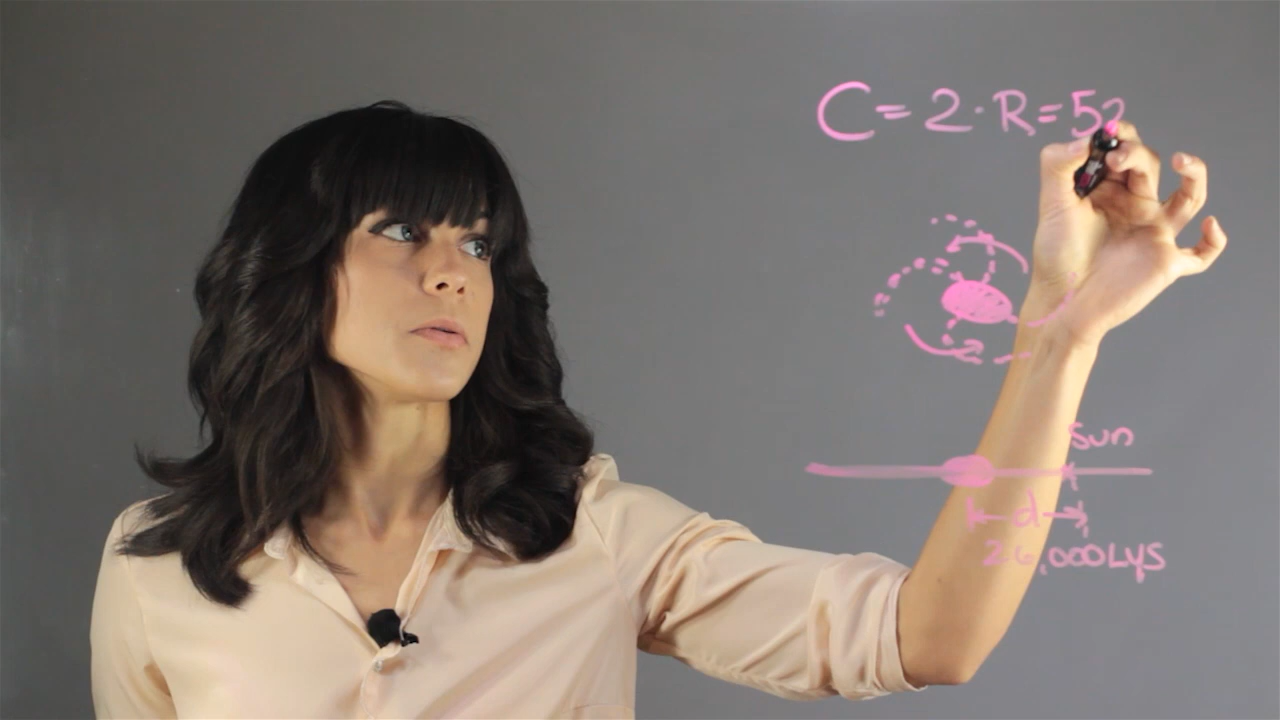 C = 2 · R = 52
Sun
d
26,000LYS